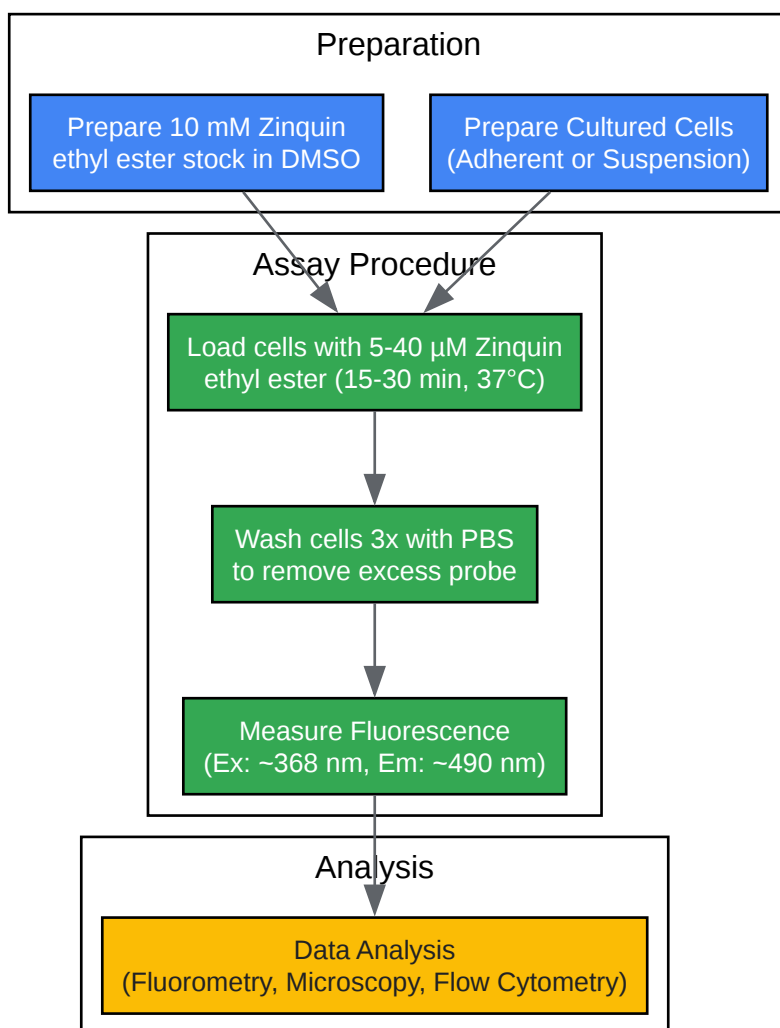 Preparation
Prepare 10 mM Zinquin
ethyl ester stock in DMSO
Prepare Cultured Cells
(Adherent or Suspension)
Assay Procedure
Load cells with 5-40 µM Zinquin
ethyl ester (15-30 min, 37°C)
Wash cells 3x with PBS
to remove excess probe
Measure Fluorescence
(Ex: ~368 nm, Em: ~490 nm)
Analysis
Data Analysis
(Fluorometry, Microscopy, Flow Cytometry)